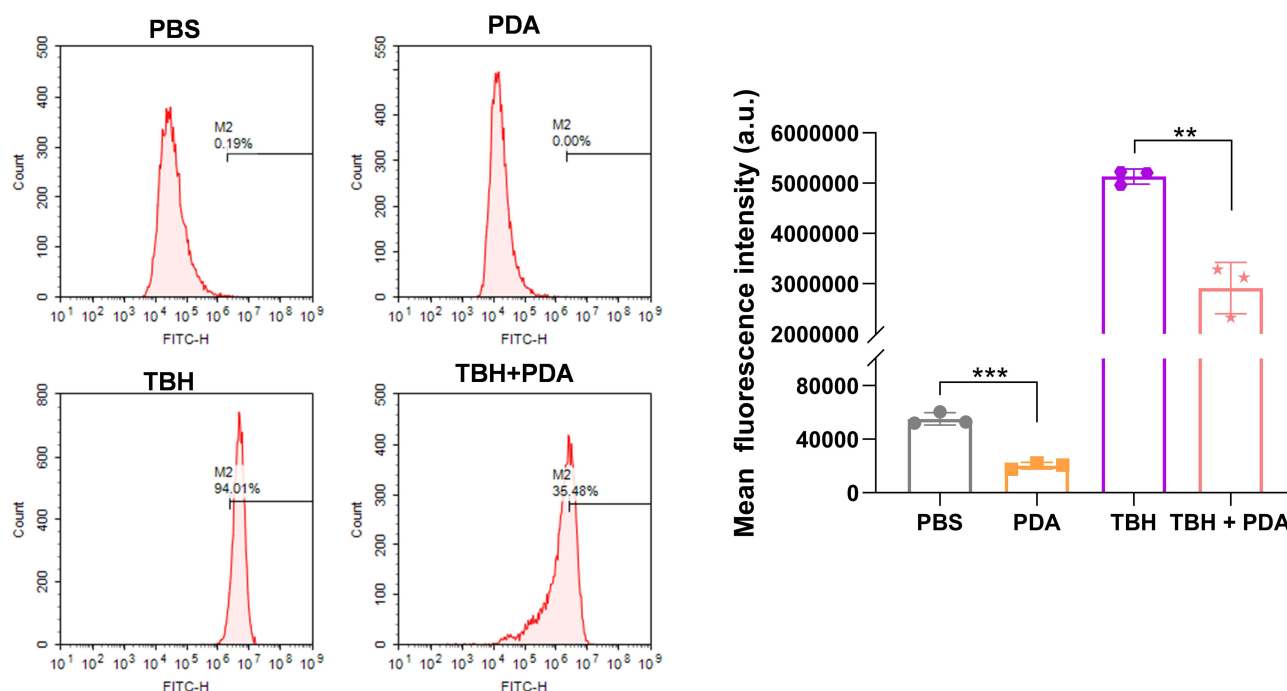 PBS
500
400
300
200
100
0
Count
M2
0.19%
10¹ 10² 10³ 10⁴ 10⁵ 10⁶ 10⁷ 10⁸ 10⁹
FITC-H
PDA
550
400
300
200
100
0
Count
M2
0.00%
10¹ 10² 10³ 10⁴ 10⁵ 10⁶ 10⁷ 10⁸ 10⁹
FITC-H
TBH
800
600
400
200
0
Count
M2
94.01%
10¹ 10² 10³ 10⁴ 10⁵ 10⁶ 10⁷ 10⁸ 10⁹
FITC-H
TBH+PDA
500
400
300
200
100
0
Count
M2
35.48%
10¹ 10² 10³ 10⁴ 10⁵ 10⁶ 10⁷ 10⁸ 10⁹
FITC-H
Mean fluorescence intensity (a.u.)
6000000
5000000
4000000
3000000
2000000
80000
40000
0
***
**
PBS PDA TBH TBH + PDA